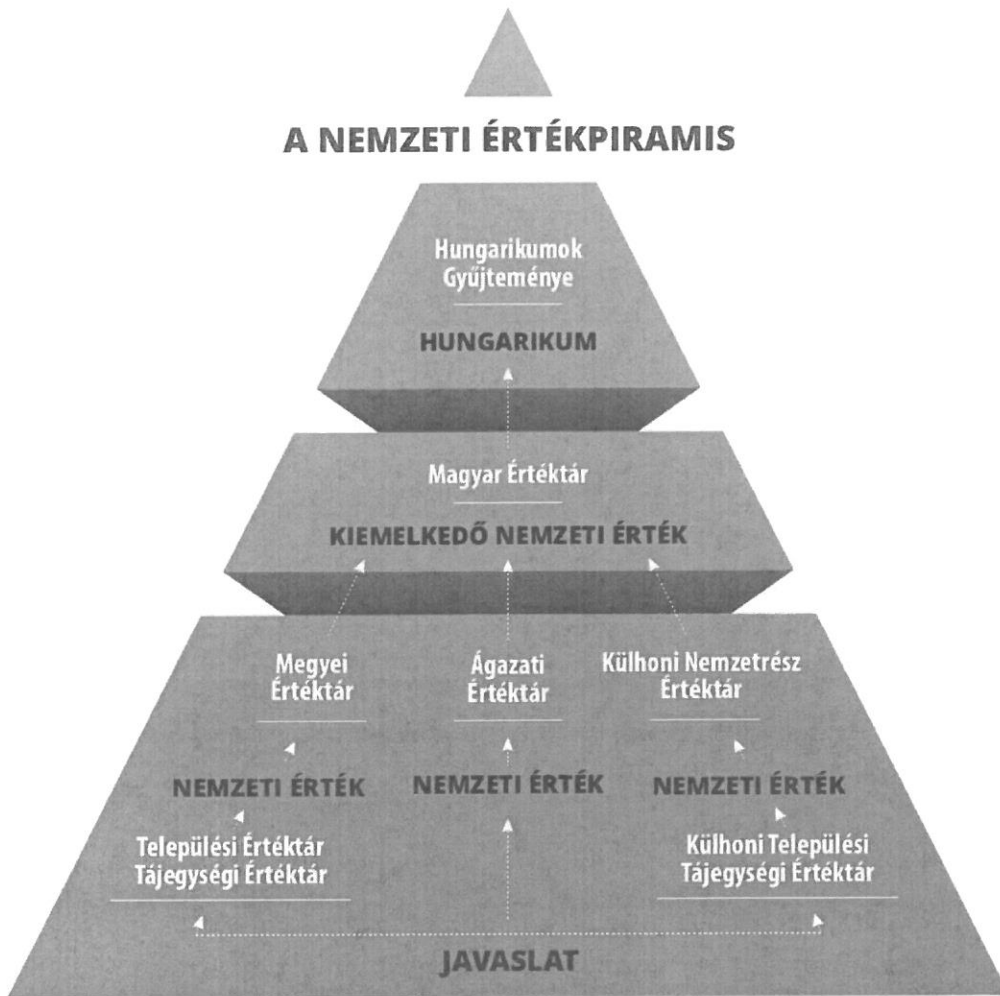 A NEMZETI ÉRTÉKPIRAMIS
Hungarikumok
Gyűjteménye
HUNGARIKUM
Magyar Értéktár
KIEMELKEDŐ NEMZETI ÉRTÉK
Megyei
Értéktár
Ágazati
Értéktár
Külhoni Nemzetrész
Értéktár
NEMZETI ÉRTÉK
NEMZETI ÉRTÉK
NEMZETI ÉRTÉK
Települési Értéktár
Tájegységi Értéktár
Külhoni Települési
Tájegységi Értéktár
JAVASLAT